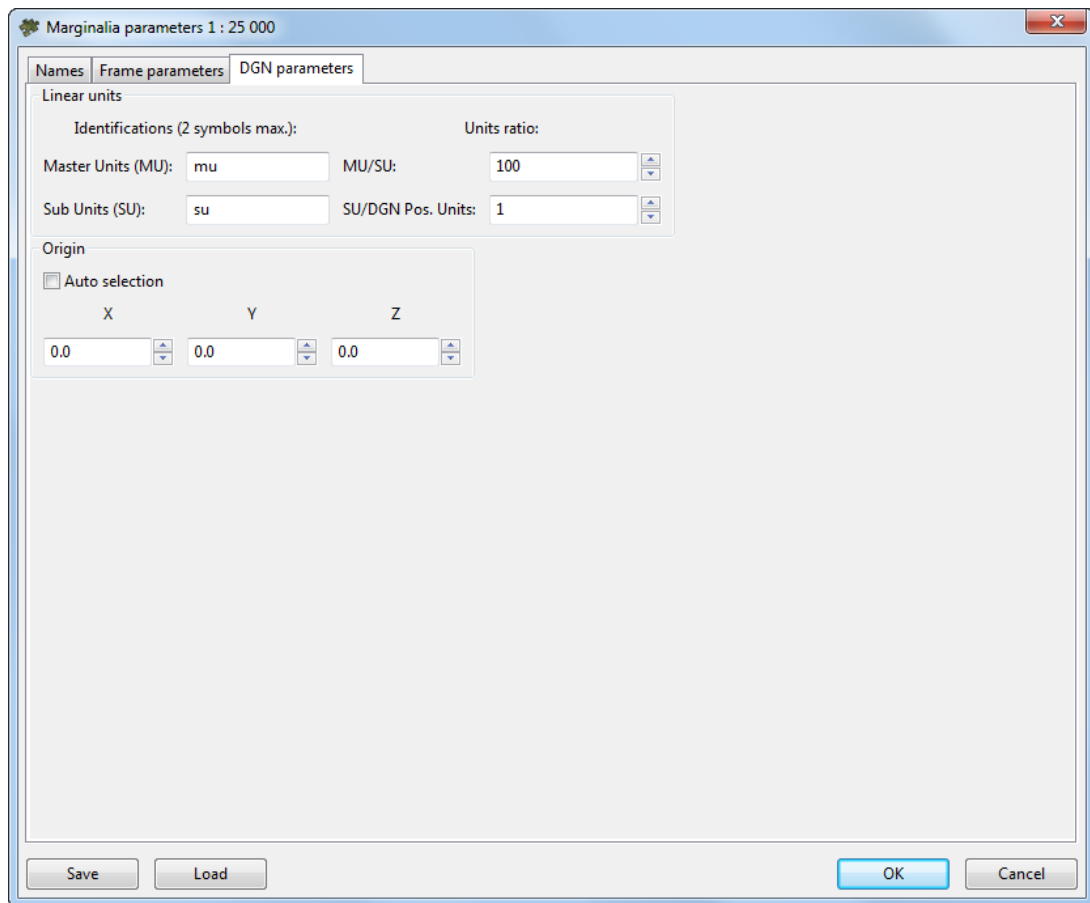 Marginalia parameters 1 : 25 000
Names Frame parameters DGN parameters
Linear units
Identifications (2 symbols max.): Units ratio:
Master Units (MU): mu MU/SU: 100
Sub Units (SU): su SU/DGN Pos. Units: 1
Origin
Auto selection
X Y Z
0.0 0.0 0.0
Save Load OK Cancel